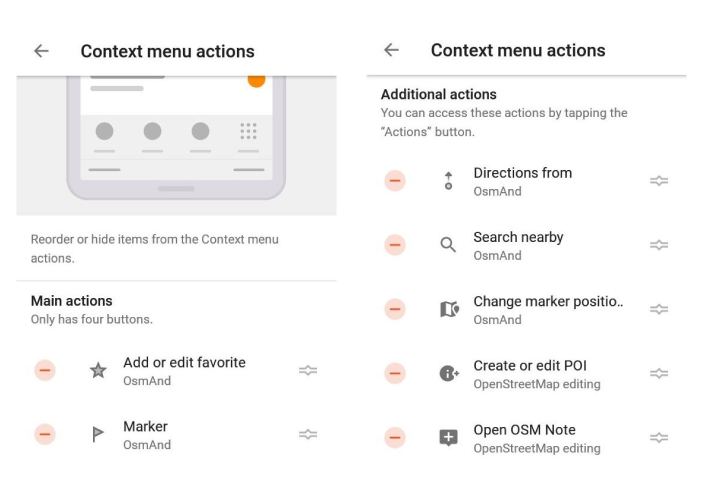 Context menu actions
Reorder or hide items from the Context menu
actions.
Main actions
Only has four buttons.
Add or edit favorite
OsmAnd
Marker
OsmAnd
Context menu actions
Additional actions
You can access these actions by tapping the
“Actions” button.
Directions from
OsmAnd
Search nearby
OsmAnd
Change marker positio..
OsmAnd
Create or edit POI
OpenStreetMap editing
Open OSM Note
OpenStreetMap editing